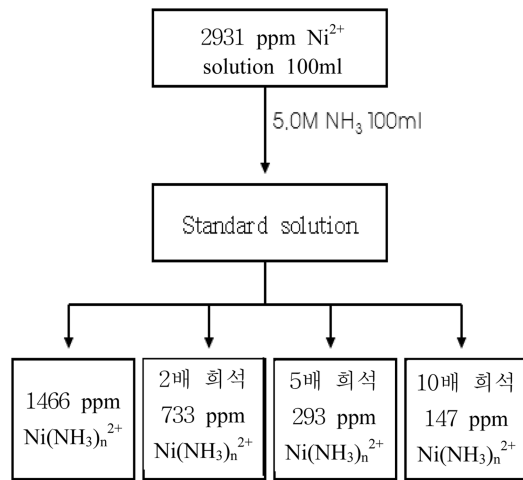 2931 ppm Ni²⁺
solution 100ml
5.0M NH₃ 100ml
Standard solution
1466 ppm
Ni(NH₃)ₙ²⁺
2배 희석
733 ppm
Ni(NH₃)ₙ²⁺
5배 희석
293 ppm
Ni(NH₃)ₙ²⁺
10배 희석
147 ppm
Ni(NH₃)ₙ²⁺